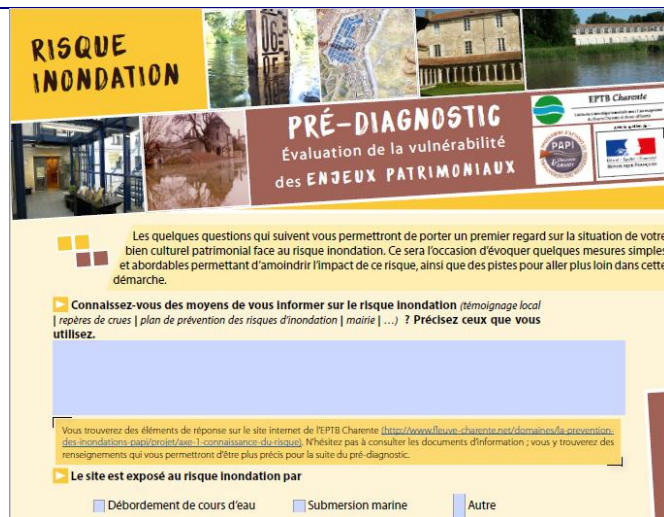 RISQUE
INONDATION
PRÉ-DIAGNOSTIC
Évaluation de la vulnérabilité
des ENJEUX PATRIMONIAUX
EPTB Charente
PAPI
RÉPUBLIQUE FRANÇAISE
Les quelques questions qui suivent vous permettront de porter un premier regard sur la situation de votre
bien culturel patrimonial face au risque inondation. Ce sera l'occasion d'évoquer quelques mesures simples
et abordables permettant d'amoindrir l'impact de ce risque, ainsi que des pistes pour aller plus loin dans cette
démarche.
Connaissez-vous des moyens de vous informer sur le risque inondation (témoignage local
| repères de crues | plan de prévention des risques d'inondation | mairie | …) ? Précisez ceux que vous
utilisez.
Vous trouverez des éléments de réponse sur le site internet de l'EPTB Charente (http://www.fleuve-charente.net/domaines/la-prevention-
des-inondations-papi/projet/axe-1-connaissance-du-risque). N'hésitez pas à consulter les documents d'information ; vous y trouverez des
renseignements qui vous permettront d'être plus précis pour la suite du pré-diagnostic.
Le site est exposé au risque inondation par
Débordement de cours d'eau Submersion marine Autre